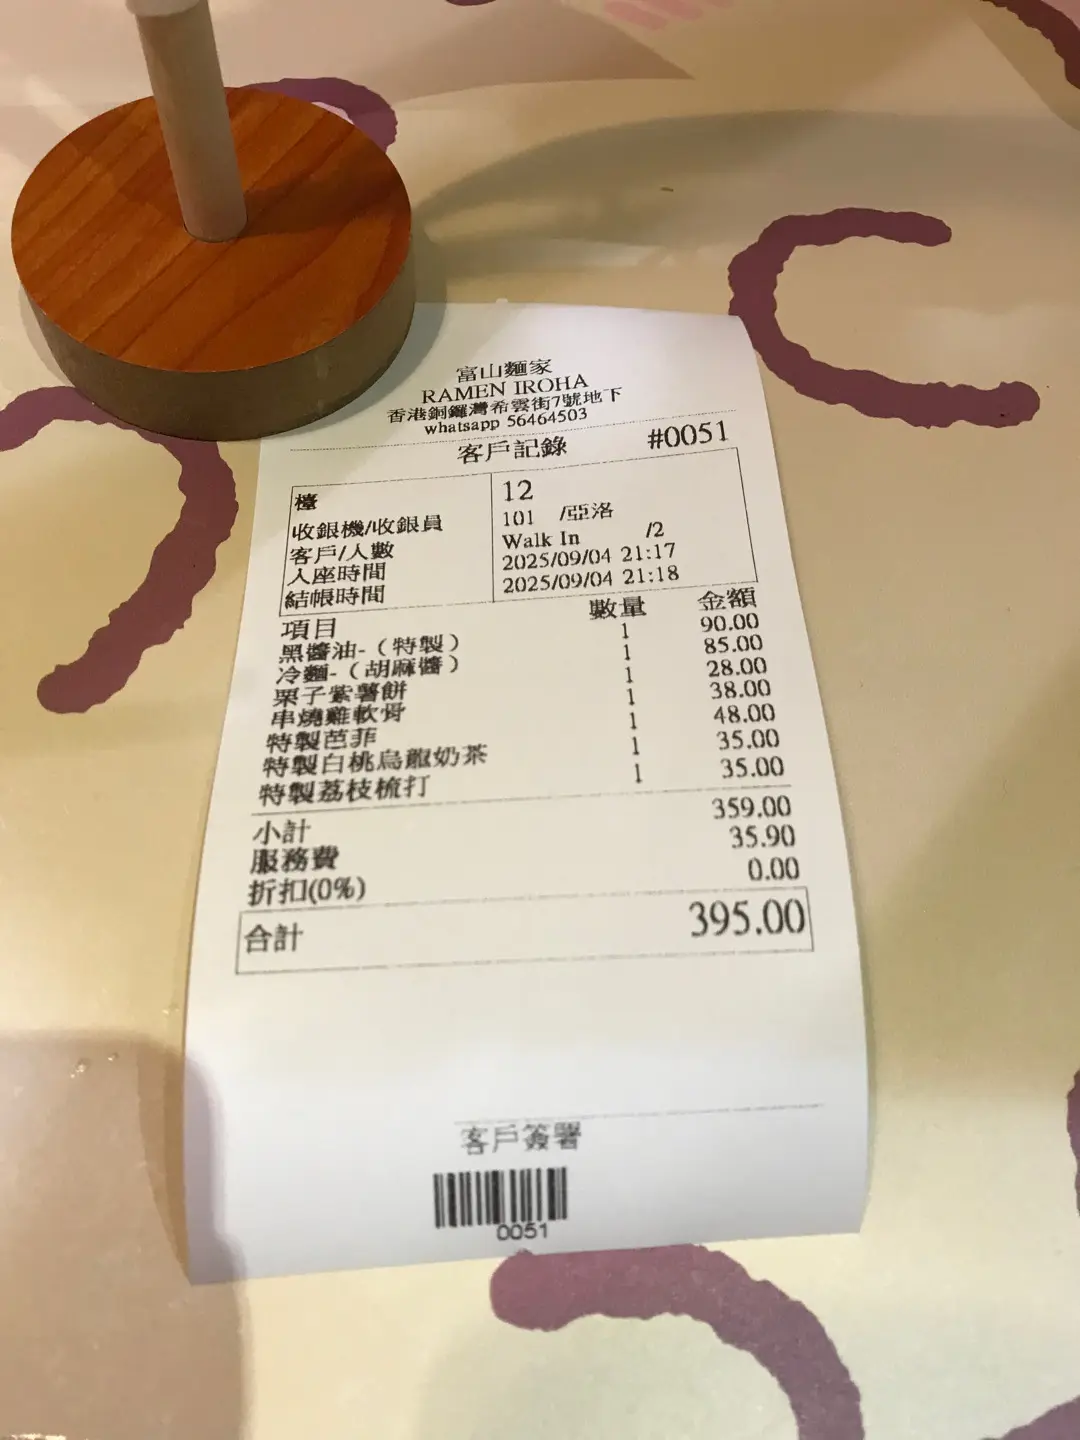 富山麵家
RAMEN IROHA
香港銅鑼灣希雲街7號地下
whatsapp 56464503
客戶記錄 #0051
檯 12
收銀機/收銀員 101 /亞洛
客戶/人數 Walk In /2
入座時間 2025/09/04 21:17
結帳時間 2025/09/04 21:18
項目 數量 金額
黑醬油-（特製） 1 90.00
冷麵-（胡麻醬） 1 85.00
栗子紫薯餅 1 28.00
串燒雞軟骨 1 38.00
特製芭菲 1 48.00
特製白桃烏龍奶茶 1 35.00
特製荔枝梳打 1 35.00
小計 359.00
服務費 35.90
折扣(0%) 0.00
合計 395.00
客戶簽署
0051